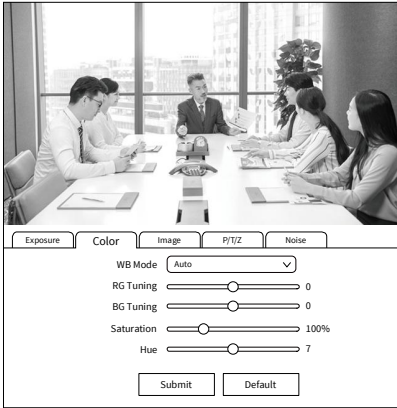 Exposure Color Image P/T/Z Noise
WB Mode Auto
RG Tuning 0
BG Tuning 0
Saturation 100%
Hue 7
Submit Default